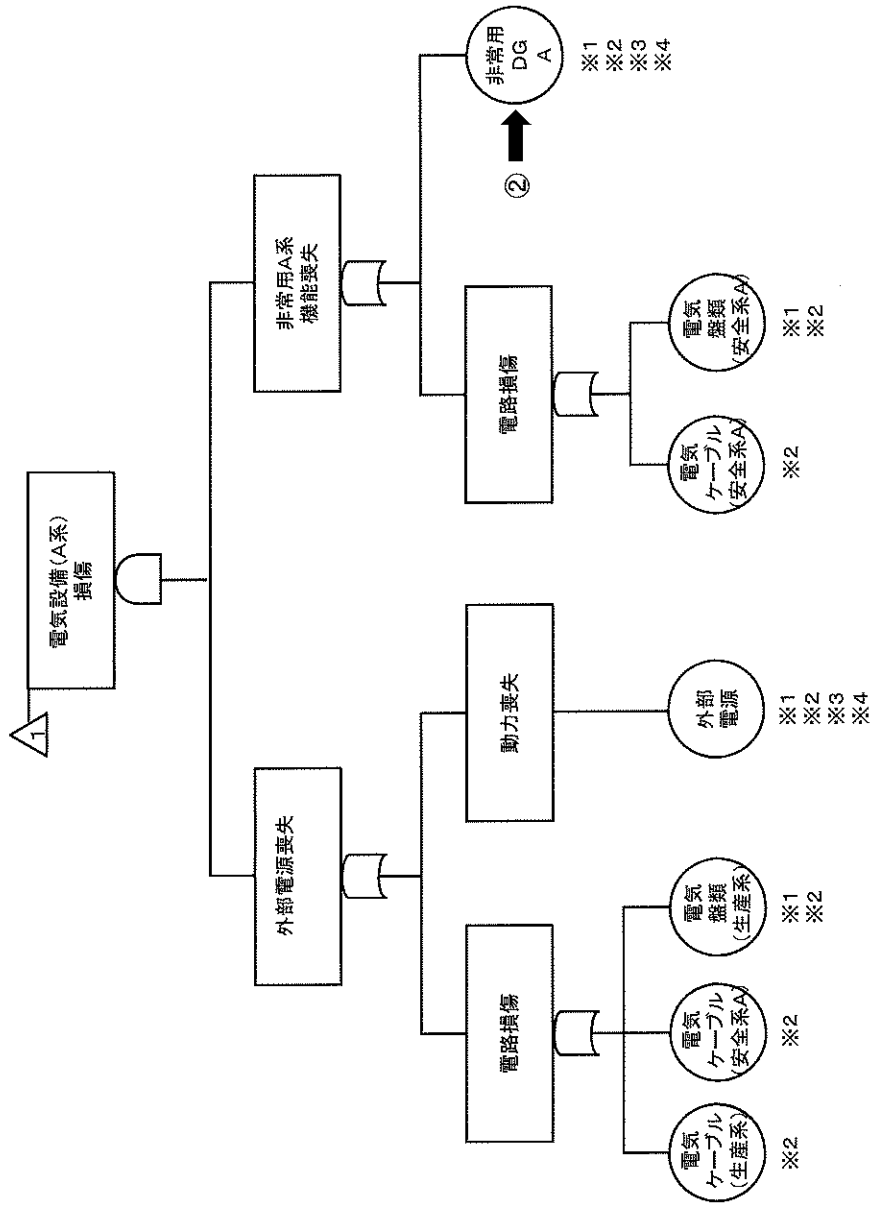 1
電気設備(A系)
損傷
外部電源喪失
非常用A系
機能喪失
電路損傷
動力喪失
電路損傷
非常用
DG
A
②
※1
※2
※3
※4
電気
ケーブル
(生産系)
※2
電気
ケーブル
(安全系A)
※2
電気
盤類
(生産系)
※1
※2
外部
電源
※1
※2
※3
※4
電気
ケーブル
(安全系A)
※2
電気
盤類
(安全系A)
※1
※2